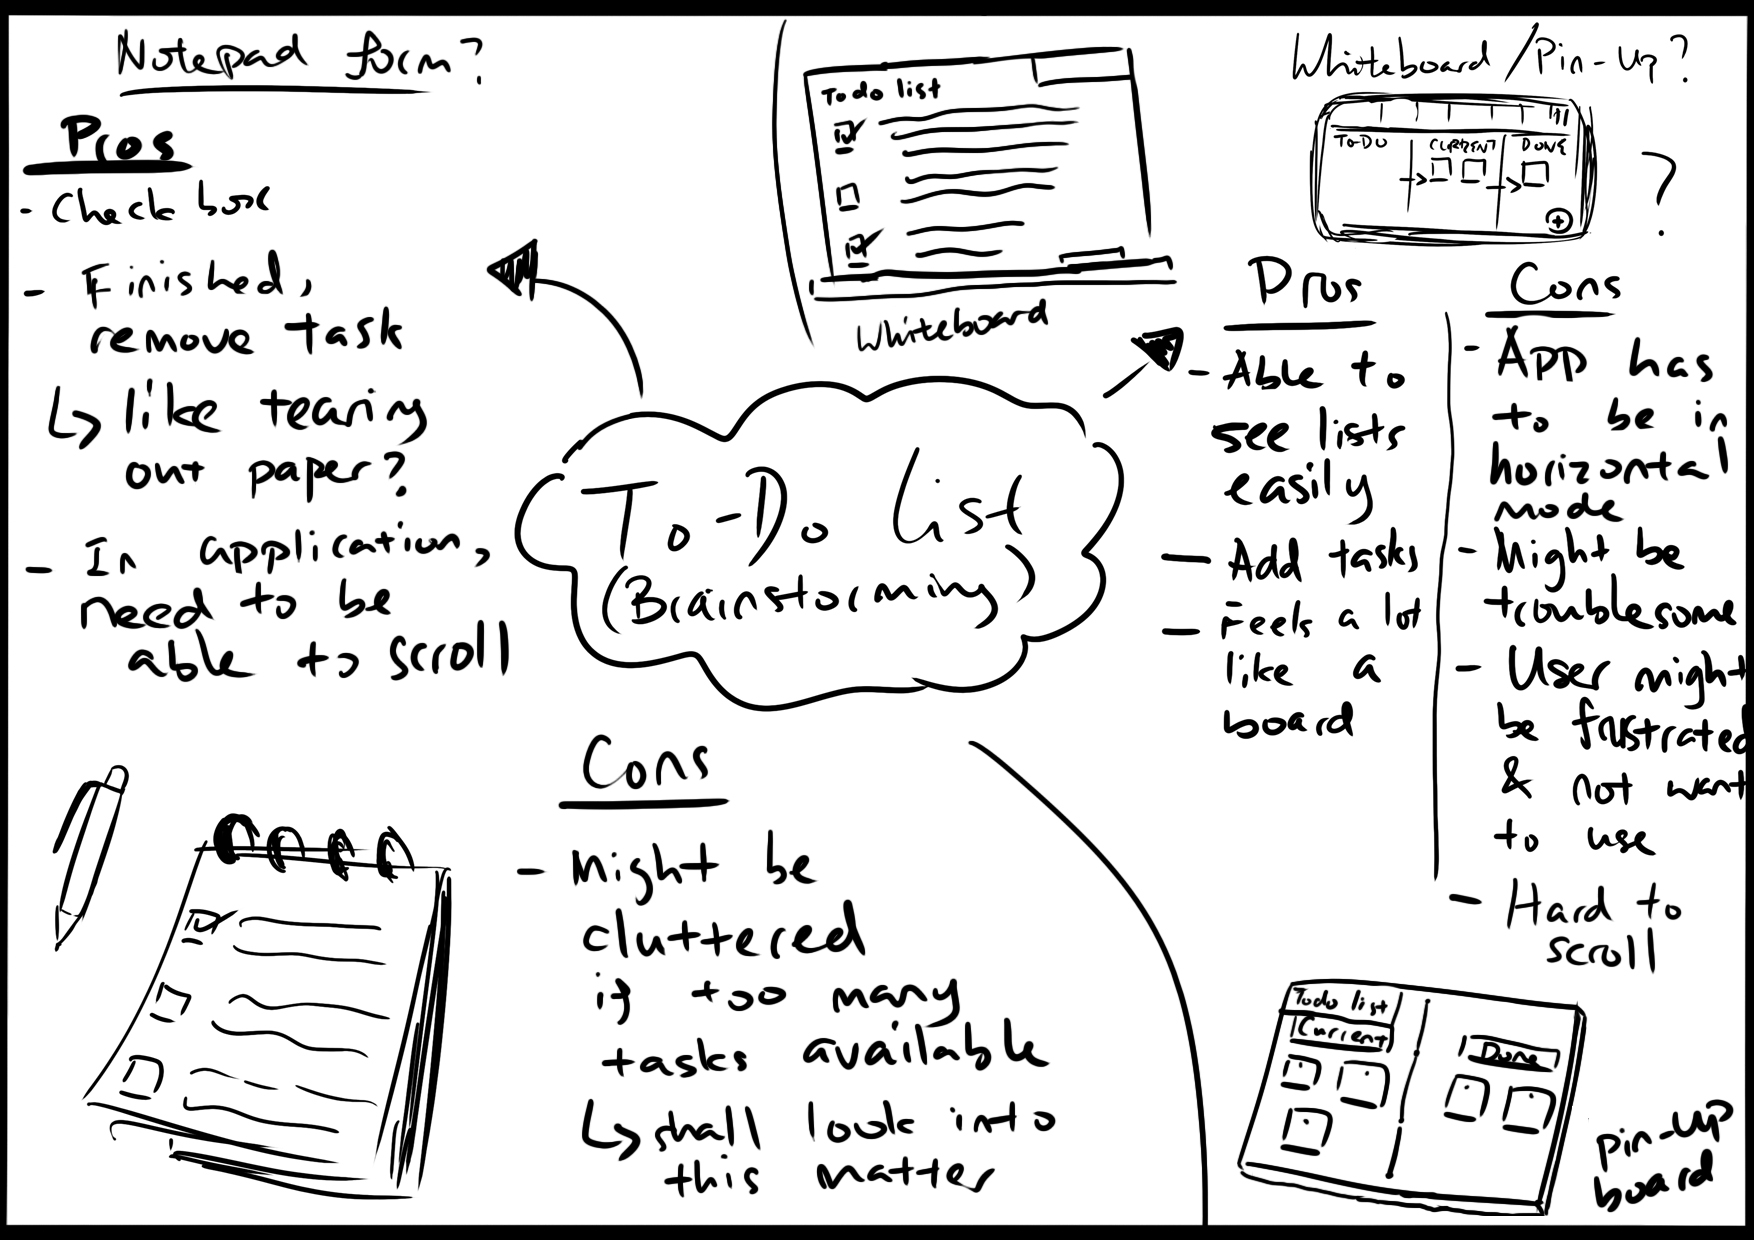 Notepad form?
Pros
- Check box
- Finished,
remove task
↳ like tearing
out paper?
- In application,
need to be
able to scroll
To do list
Whiteboard
Whiteboard/Pin-Up?
TO-DO
CURRENT
DONE
?
To-Do List
(Brainstorming)
Cons
- Might be
cluttered
if too many
tasks available
↳ shall look into
this matter
Pros
- Able to
see lists
easily
- Add tasks
- Feels a lot
like a
board
Cons
- App has
to be in
horizontal
mode
- Might be
troublesome
- User might
be frustrated
& not want
to use
- Hard to
scroll
Todo list
Current
Done
Pin-Up
board